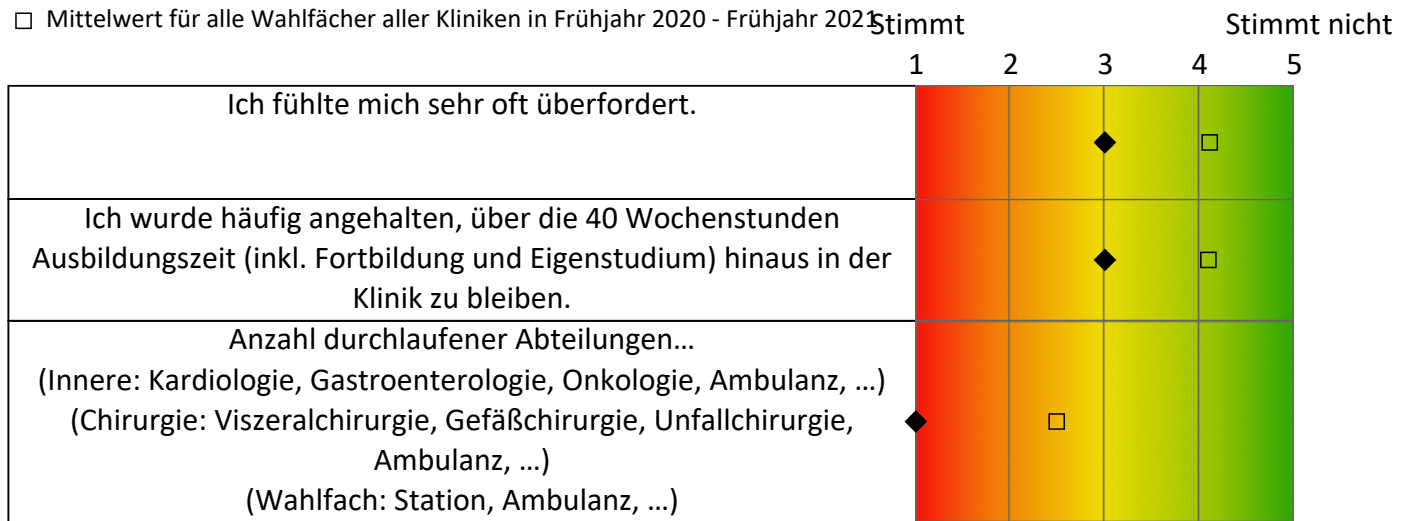 □ Mittelwert für alle Wahlfächer aller Kliniken in Frühjahr 2020 - Frühjahr 2021
Stimmt
Stimmt nicht
1 2 3 4 5
Ich fühlte mich sehr oft überfordert.
Ich wurde häufig angehalten, über die 40 Wochenstunden
Ausbildungszeit (inkl. Fortbildung und Eigenstudium) hinaus in der
Klinik zu bleiben.
Anzahl durchlaufener Abteilungen…
(Innere: Kardiologie, Gastroenterologie, Onkologie, Ambulanz, …)
(Chirurgie: Viszeralchirurgie, Gefäßchirurgie, Unfallchirurgie,
Ambulanz, …)
(Wahlfach: Station, Ambulanz, …)